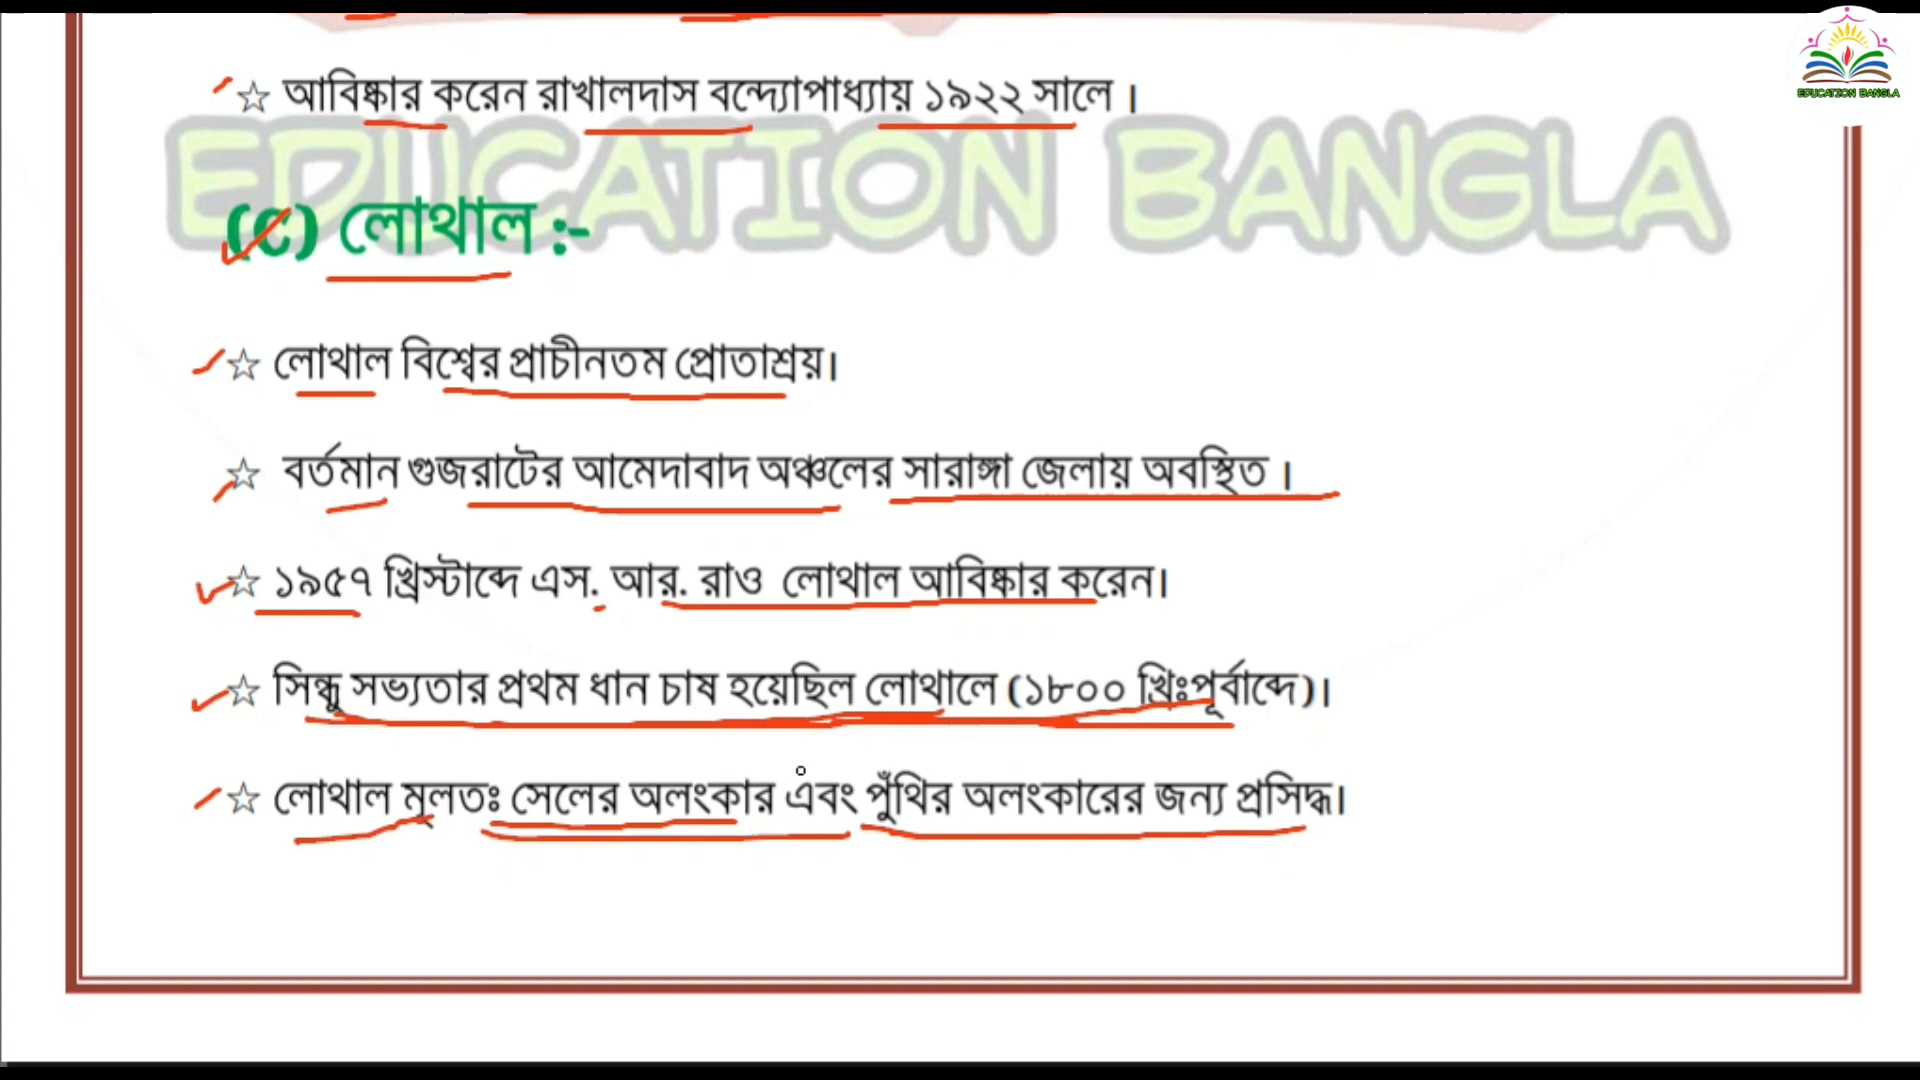 ☆ আবিষ্কার করেন রাখালদাস বন্দ্যোপাধ্যায় ১৯২২ সালে ।
EDUCATION BANGLA
EDUCATION BANGLA
(C) লোথাল :-
☆ লোথাল বিশ্বের প্রাচীনতম প্রোতাশ্রয়।
☆ বর্তমান গুজরাটের আমেদাবাদ অঞ্চলের সারাঙ্গা জেলায় অবস্থিত ।
☆ ১৯৫৭ খ্রিস্টাব্দে এস. আর. রাও লোথাল আবিষ্কার করেন।
☆ সিন্ধু সভ্যতার প্রথম ধান চাষ হয়েছিল লোথালে (১৮০০ খ্রিঃপূর্বাব্দে)।
☆ লোথাল মূলতঃ সেলের অলংকার এবং পুঁথির অলংকারের জন্য প্রসিদ্ধ।